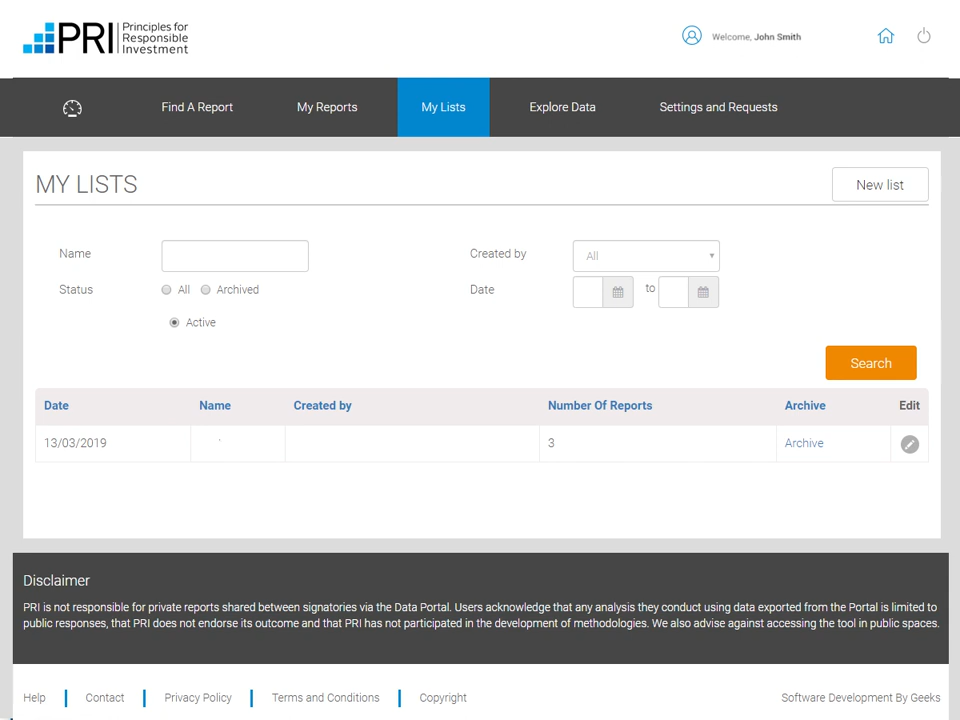 PRI Principles for
Responsible
Investment
Welcome, John Smith
Find A Report My Reports My Lists Explore Data Settings and Requests
MY LISTS
New list
Name
Created by All
Status All Archived
Date to
Active
Search
Date Name Created by Number Of Reports Archive Edit
13/03/2019 3 Archive
Disclaimer
PRI is not responsible for private reports shared between signatories via the Data Portal. Users acknowledge that any analysis they conduct using data exported from the Portal is limited to
public responses, that PRI does not endorse its outcome and that PRI has not participated in the development of methodologies. We also advise against accessing the tool in public spaces.
Help Contact Privacy Policy Terms and Conditions Copyright Software Development By Geeks